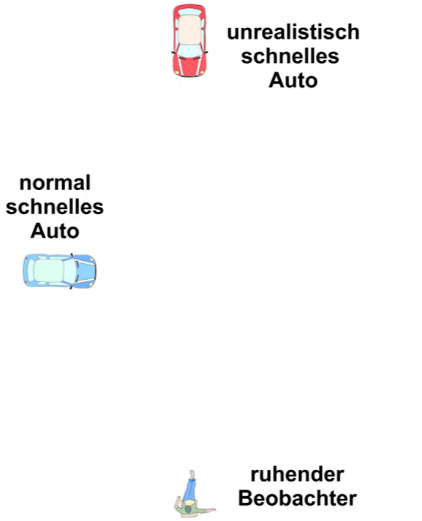 unrealistisch
schnelles
Auto
normal
schnelles
Auto
ruhender
Beobachter